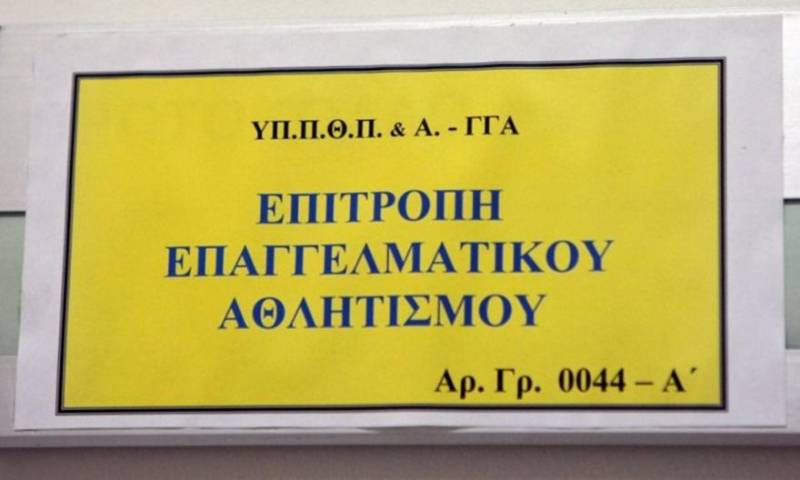 ΥΠ.Π.Θ.Π. & Α. - ΓΓΑ
ΕΠΙΤΡΟΠΗ
ΕΠΑΓΓΕΛΜΑΤΙΚΟΥ
ΑΘΛΗΤΙΣΜΟΥ
Αρ. Γρ. 0044 – Α΄